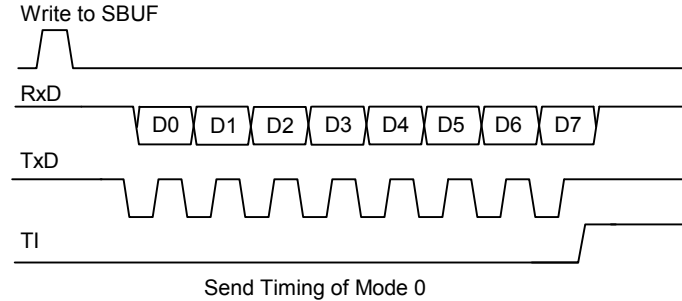 Write to SBUF
RxD
D0 D1 D2 D3 D4 D5 D6 D7
TxD
TI
Send Timing of Mode 0